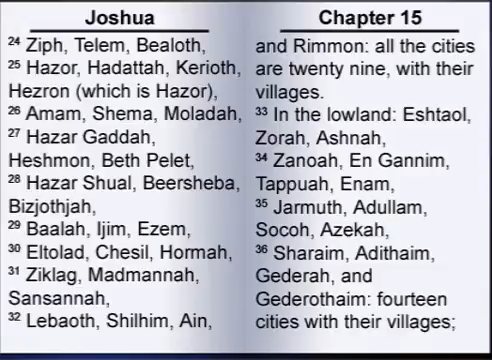 Joshua
24 Ziph, Telem, Bealoth,
25 Hazor, Hadattah, Kerioth,
Hezron (which is Hazor),
26 Amam, Shema, Moladah,
27 Hazar Gaddah,
Heshmon, Beth Pelet,
28 Hazar Shual, Beersheba,
Bizjothjah,
29 Baalah, Ijim, Ezem,
30 Eltolad, Chesil, Hormah,
31 Ziklag, Madmannah,
Sansannah,
32 Lebaoth, Shilhim, Ain,
Chapter 15
and Rimmon: all the cities
are twenty nine, with their
villages.
33 In the lowland: Eshtaol,
Zorah, Ashnah,
34 Zanoah, En Gannim,
Tappuah, Enam,
35 Jarmuth, Adullam,
Socoh, Azekah,
36 Sharaim, Adithaim,
Gederah, and
Gederothaim: fourteen
cities with their villages;